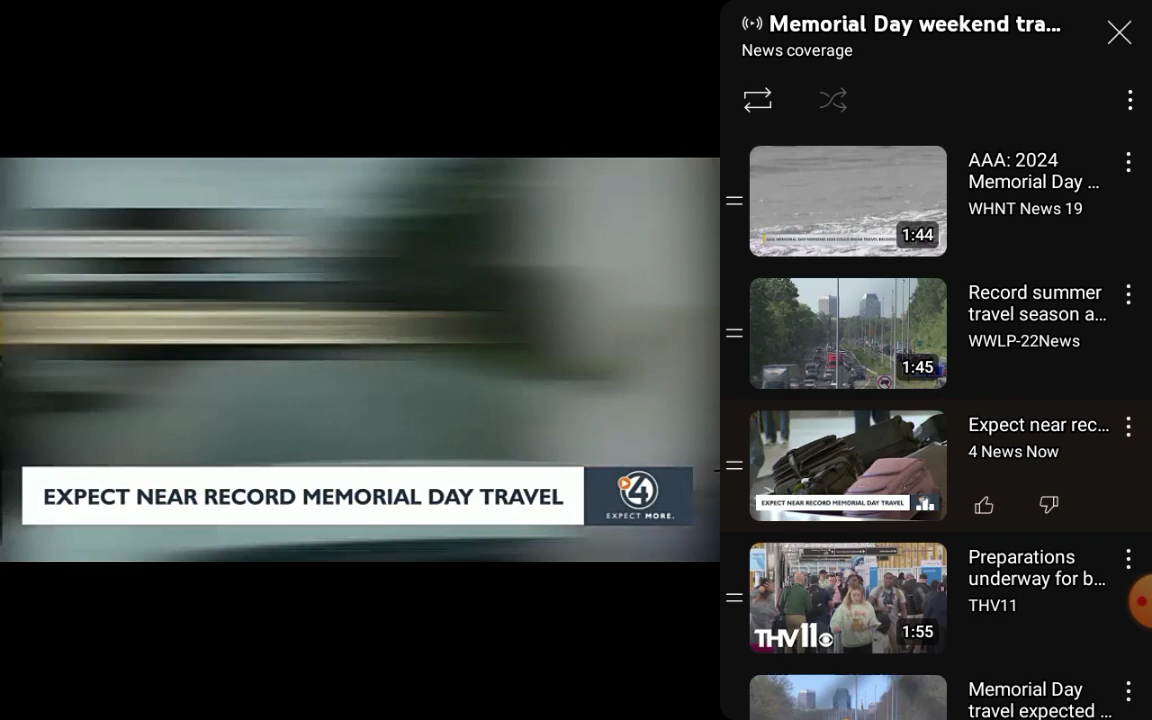 Memorial Day weekend tra...
News coverage
1:44
AAA: 2024
Memorial Day ...
WHNT News 19
1:45
Record summer
travel season a...
WWLP-22News
EXPECT NEAR RECORD MEMORIAL DAY TRAVEL
4
EXPECT MORE.
EXPECT NEAR RECORD MEMORIAL DAY TRAVEL
Expect near rec...
4 News Now
THV11
1:55
Preparations
underway for b...
THV11
Memorial Day
travel expected ...